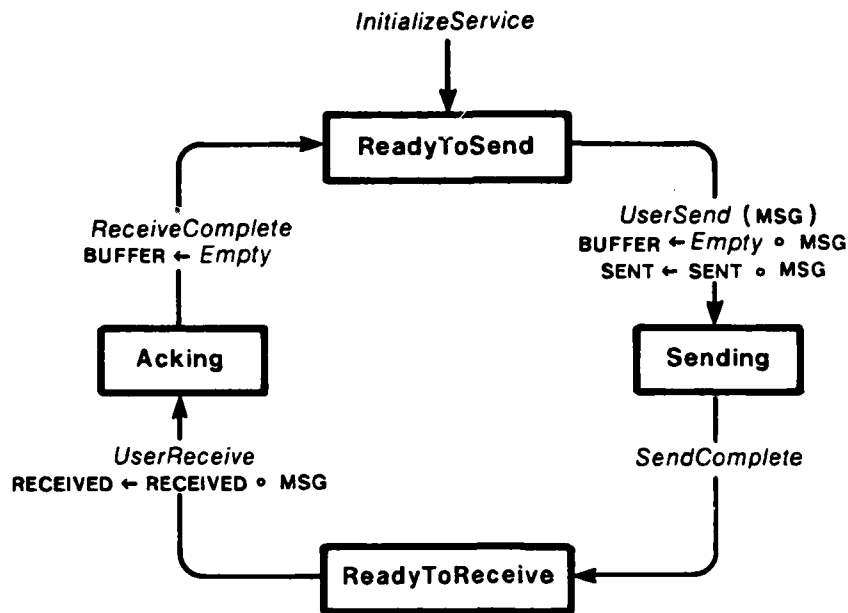 InitializeService
ReadyToSend
ReceiveComplete
BUFFER ← Empty
UserSend (MSG)
BUFFER ← Empty ∘ MSG
SENT ← SENT ∘ MSG
Acking
Sending
UserReceive
RECEIVED ← RECEIVED ∘ MSG
SendComplete
ReadyToReceive